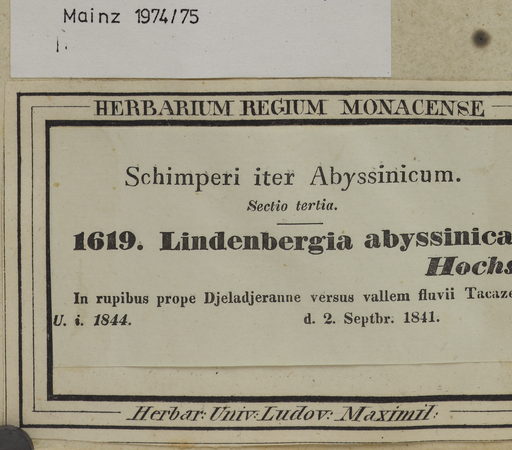 Mainz 1974/75
HERBARIUM REGIUM MONACENSE
Schimperi iter Abyssinicum.
Sectio tertia.
1619. Lindenbergia abyssinica
Hochs
In rupibus prope Djeladjeranne versus vallem fluvii Tacaze
U. i. 1844. d. 2. Septbr. 1841.
Herbar: Univ: Ludov: Maximil: